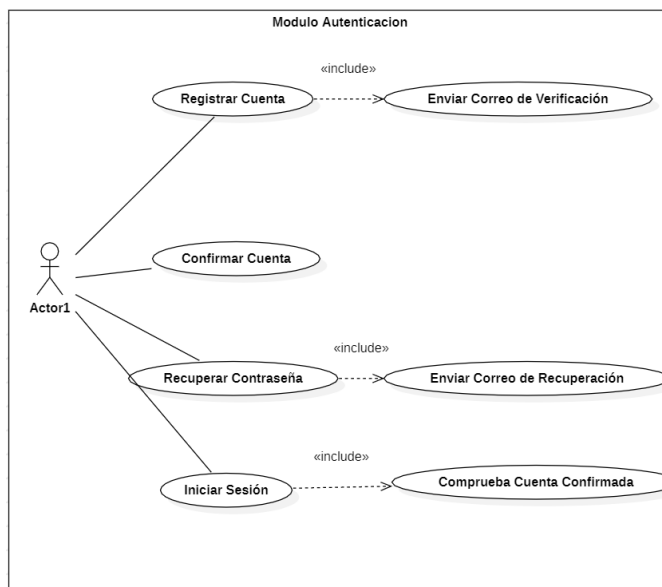 Modulo Autenticacion
«include»
Registrar Cuenta
Enviar Correo de Verificación
Confirmar Cuenta
Actor1
«include»
Recuperar Contraseña
Enviar Correo de Recuperación
«include»
Iniciar Sesión
Comprueba Cuenta Confirmada